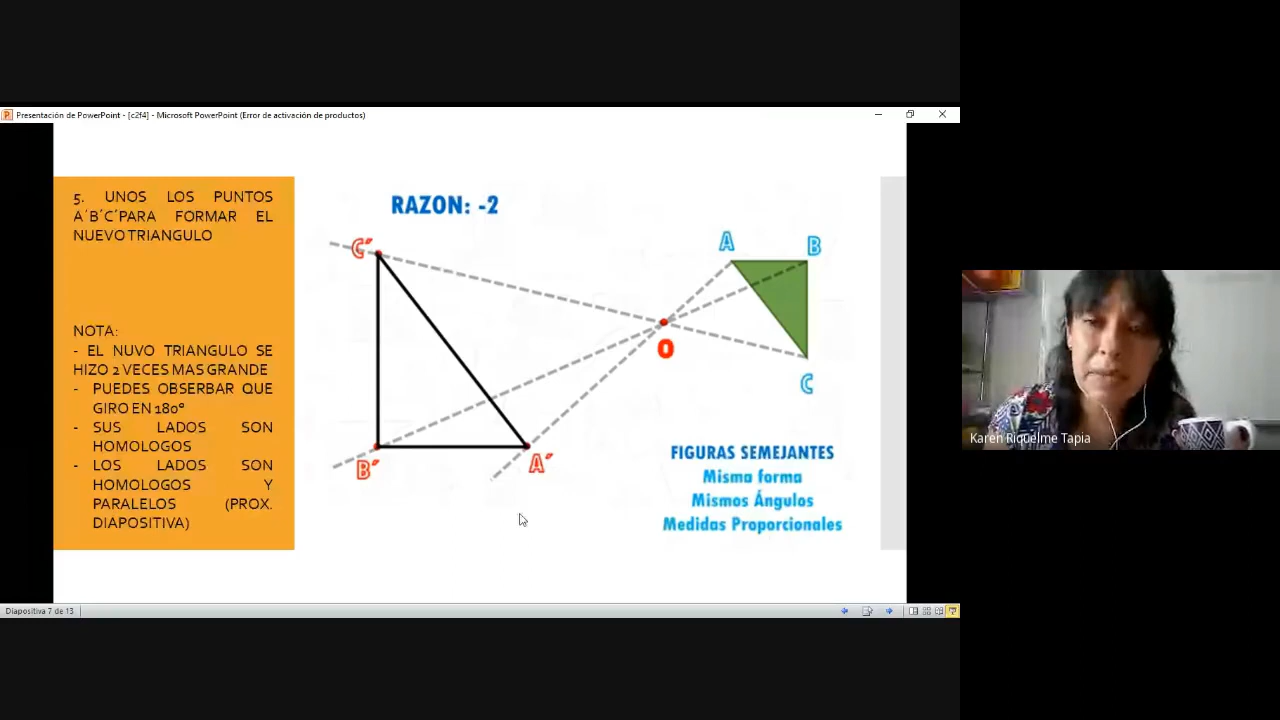 Presentación de PowerPoint - [c2f4] - Microsoft PowerPoint (Error de activación de productos)
5. UNOS LOS PUNTOS
A´B´C´PARA FORMAR EL
NUEVO TRIANGULO
NOTA:
- EL NUVO TRIANGULO SE
HIZO 2 VECES MAS GRANDE
- PUEDES OBSERBAR QUE
GIRO EN 180º
- SUS LADOS SON
HOMOLOGOS
- LOS LADOS SON
HOMOLOGOS Y
PARALELOS (PROX.
DIAPOSITIVA)
RAZON: -2
C´
A
B
O
C
B´
A´
FIGURAS SEMEJANTES
Misma forma
Mismos Ángulos
Medidas Proporcionales
Karen Riquelme Tapia
Diapositiva 7 de 13